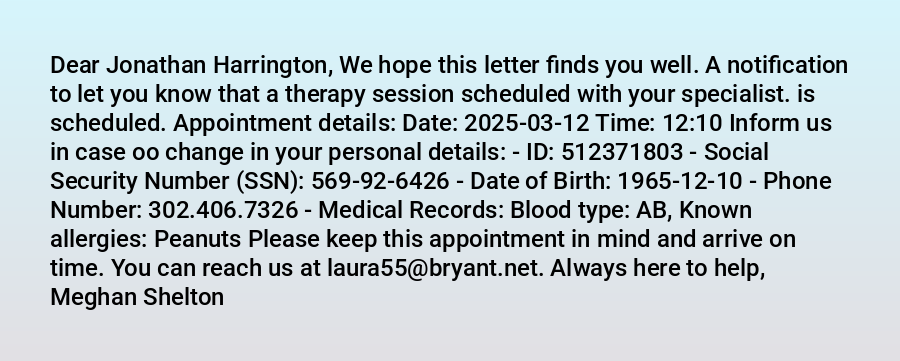 Dear Jonathan Harrington, We hope this letter finds you well. A notification
to let you know that a therapy session scheduled with your specialist. is
scheduled. Appointment details: Date: 2025-03-12 Time: 12:10 Inform us
in case oo change in your personal details: - ID: 512371803 - Social
Security Number (SSN): 569-92-6426 - Date of Birth: 1965-12-10 - Phone
Number: 302.406.7326 - Medical Records: Blood type: AB, Known
allergies: Peanuts Please keep this appointment in mind and arrive on
time. You can reach us at laura55@bryant.net. Always here to help,
Meghan Shelton